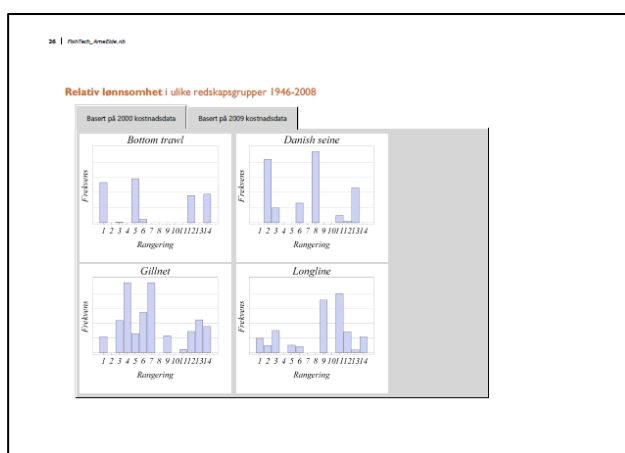 36 | FishTech_ArneEide.nb
Relativ lønnsomhet i ulike redskapsgrupper 1946-2008
Basert på 2000 kostnadsdata Basert på 2009 kostnadsdata
Bottom trawl
Frekvens
1 2 3 4 5 6 7 8 9 1011121314
Rangering
Danish seine
Frekvens
1 2 3 4 5 6 7 8 9 1011121314
Rangering
Gillnet
Frekvens
1 2 3 4 5 6 7 8 9 1011121314
Rangering
Longline
Frekvens
1 2 3 4 5 6 7 8 9 1011121314
Rangering